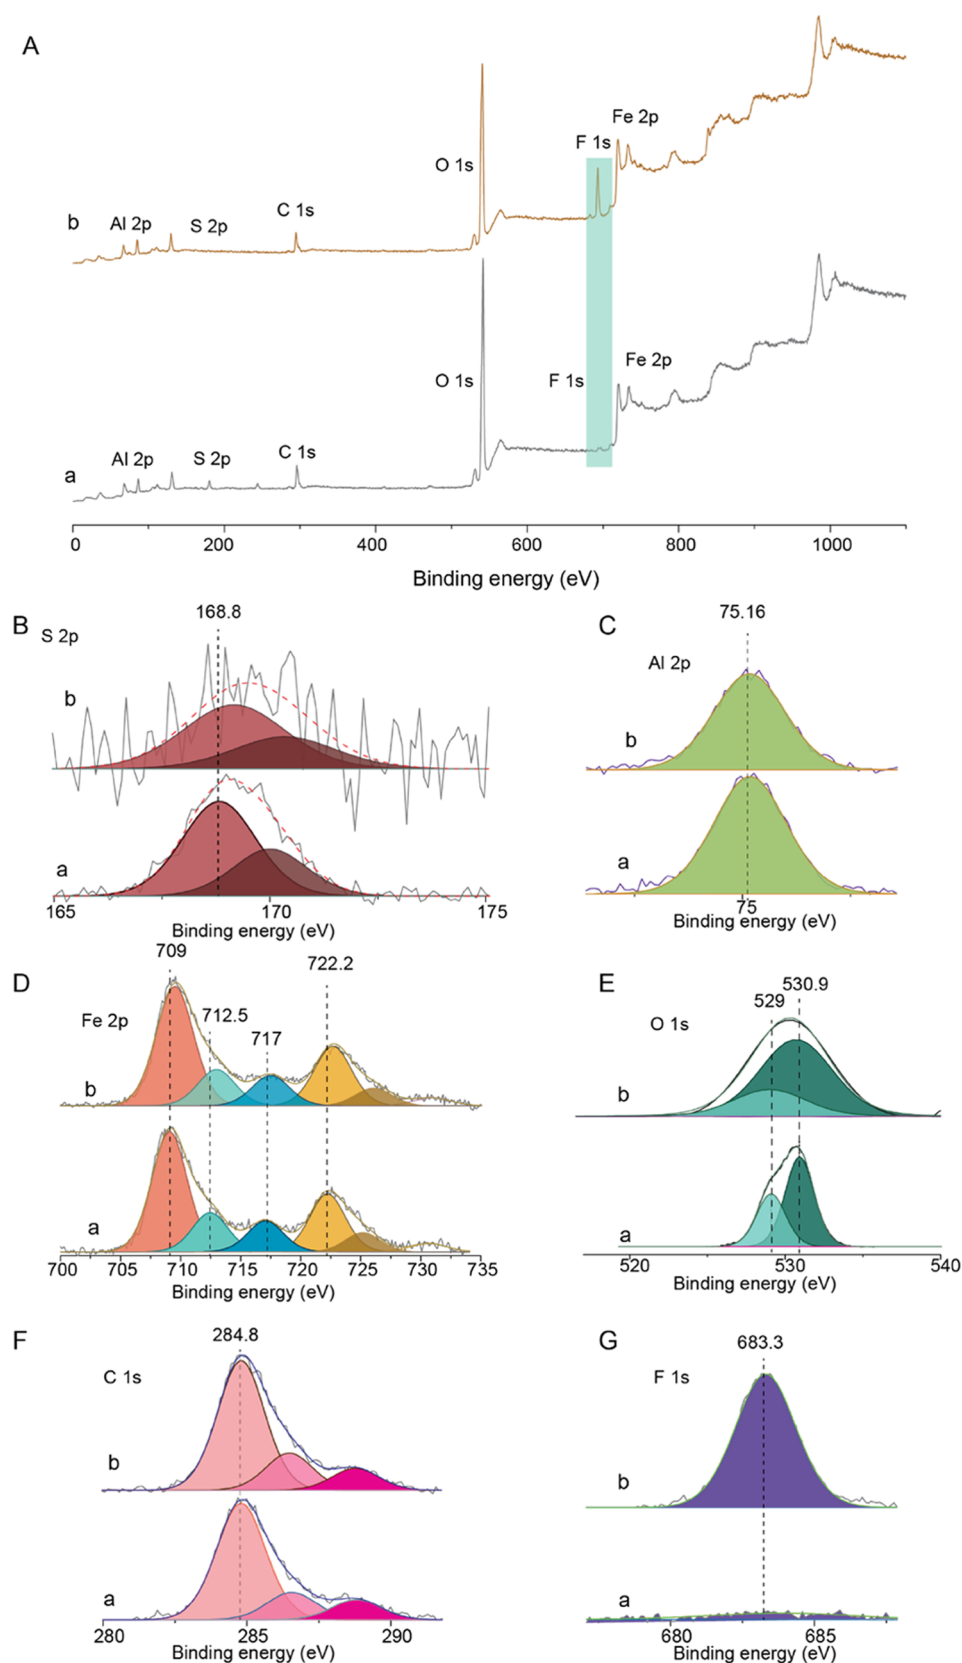 A
Fe 2p
F 1s
O 1s
C 1s
Al 2p
S 2p
b
O 1s
F 1s
Fe 2p
C 1s
Al 2p
S 2p
a
0 200 400 600 800 1000
Binding energy (eV)
B
S 2p
168.8
b
a
165 170 175
Binding energy (eV)
C
75.16
Al 2p
b
a
75
Binding energy (eV)
D
709
722.2
Fe 2p
712.5
717
b
a
700 705 710 715 720 725 730 735
Binding energy (eV)
E
530.9
529
O 1s
b
a
520 530 540
Binding energy (eV)
F
284.8
C 1s
b
a
280 285 290
Binding energy (eV)
G
683.3
F 1s
b
a
680 685
Binding energy (eV)